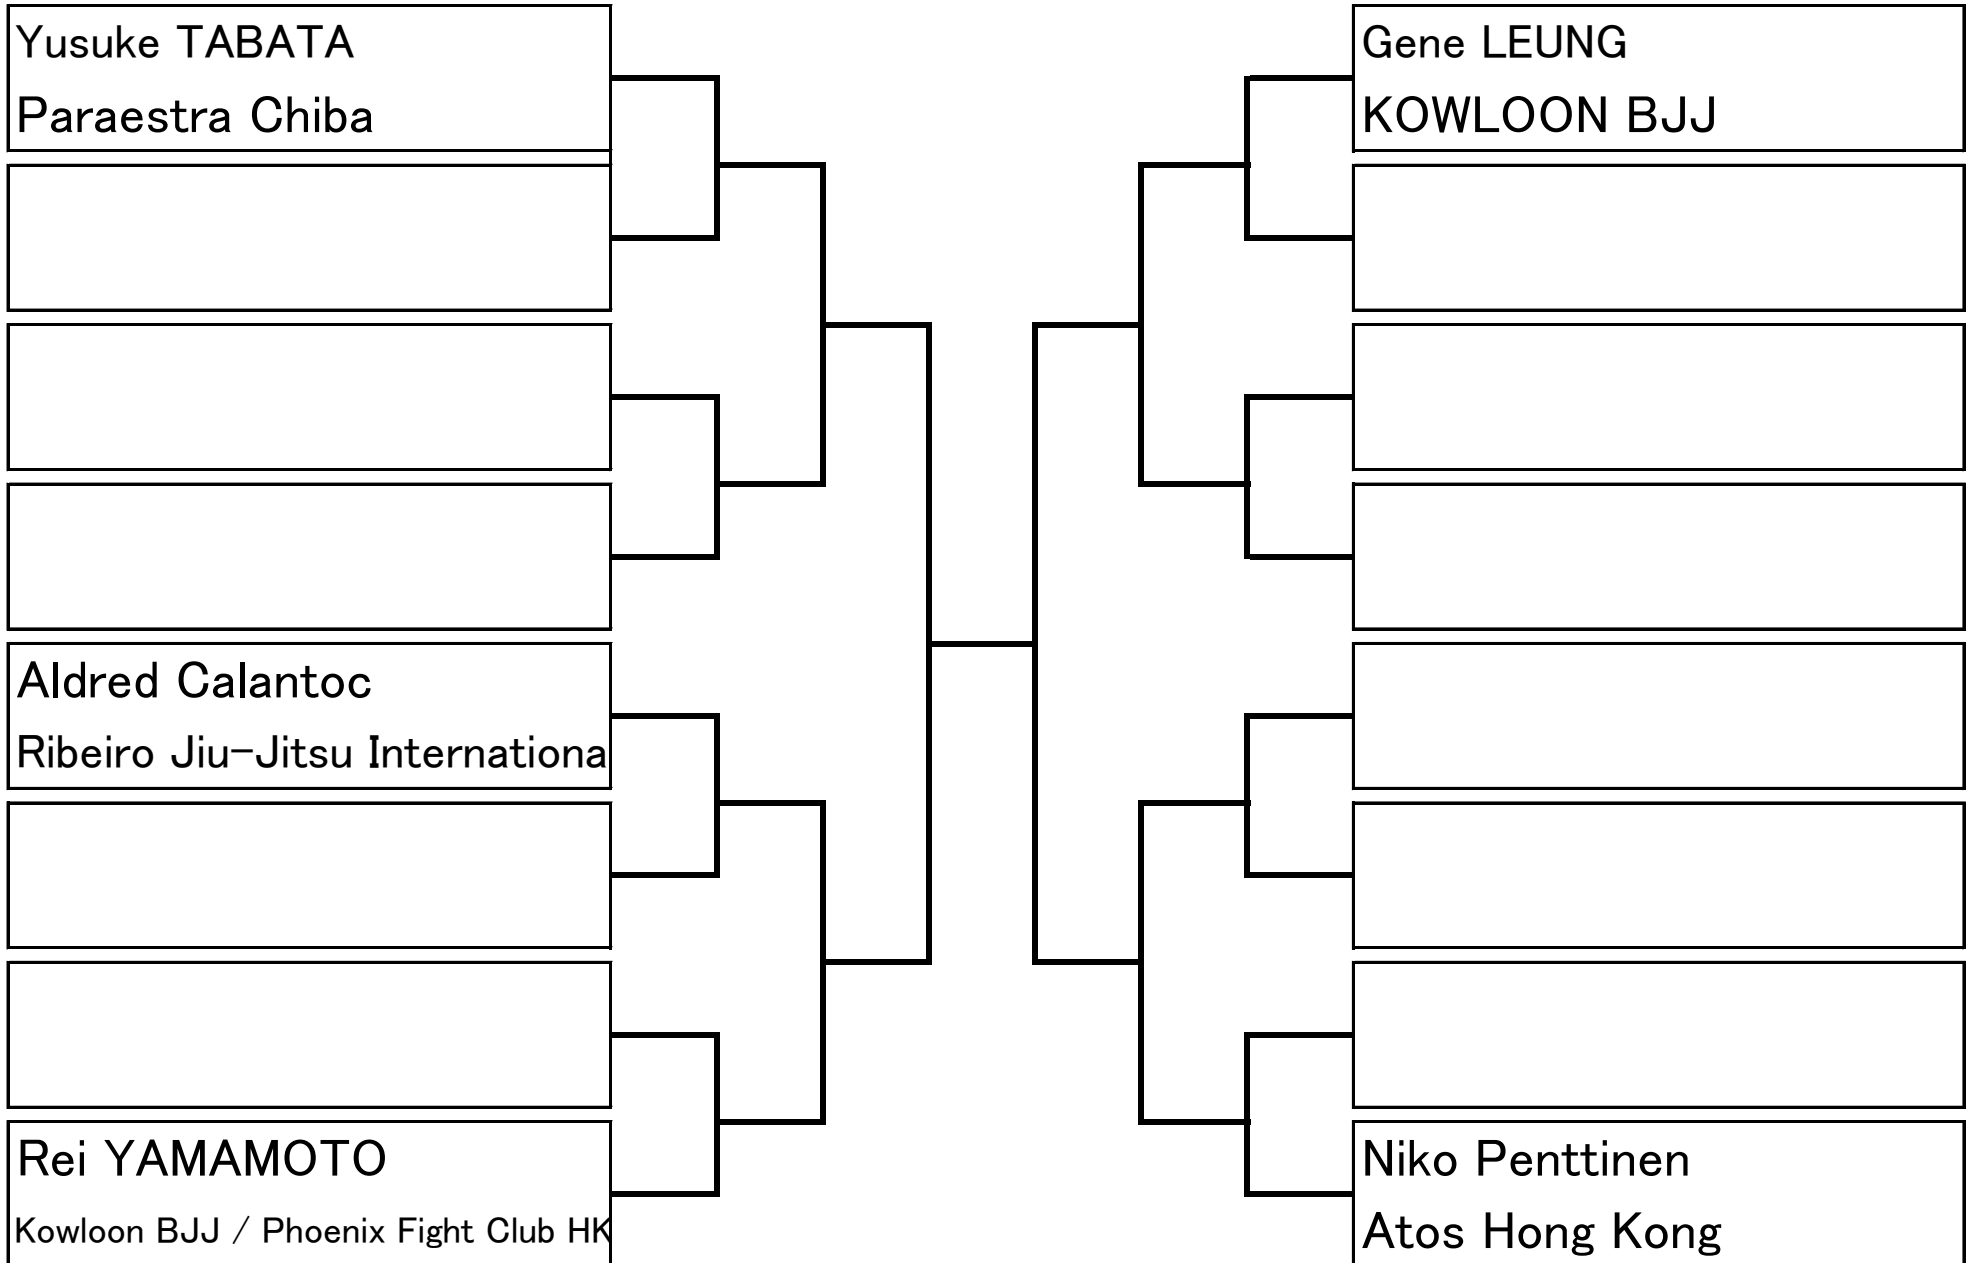 Yusuke TABATA
Paraestra Chiba
Aldred Calantoc
Ribeiro Jiu-Jitsu Internationa
Rei YAMAMOTO
Kowloon BJJ / Phoenix Fight Club HK
Gene LEUNG
KOWLOON BJJ
Niko Penttinen
Atos Hong Kong